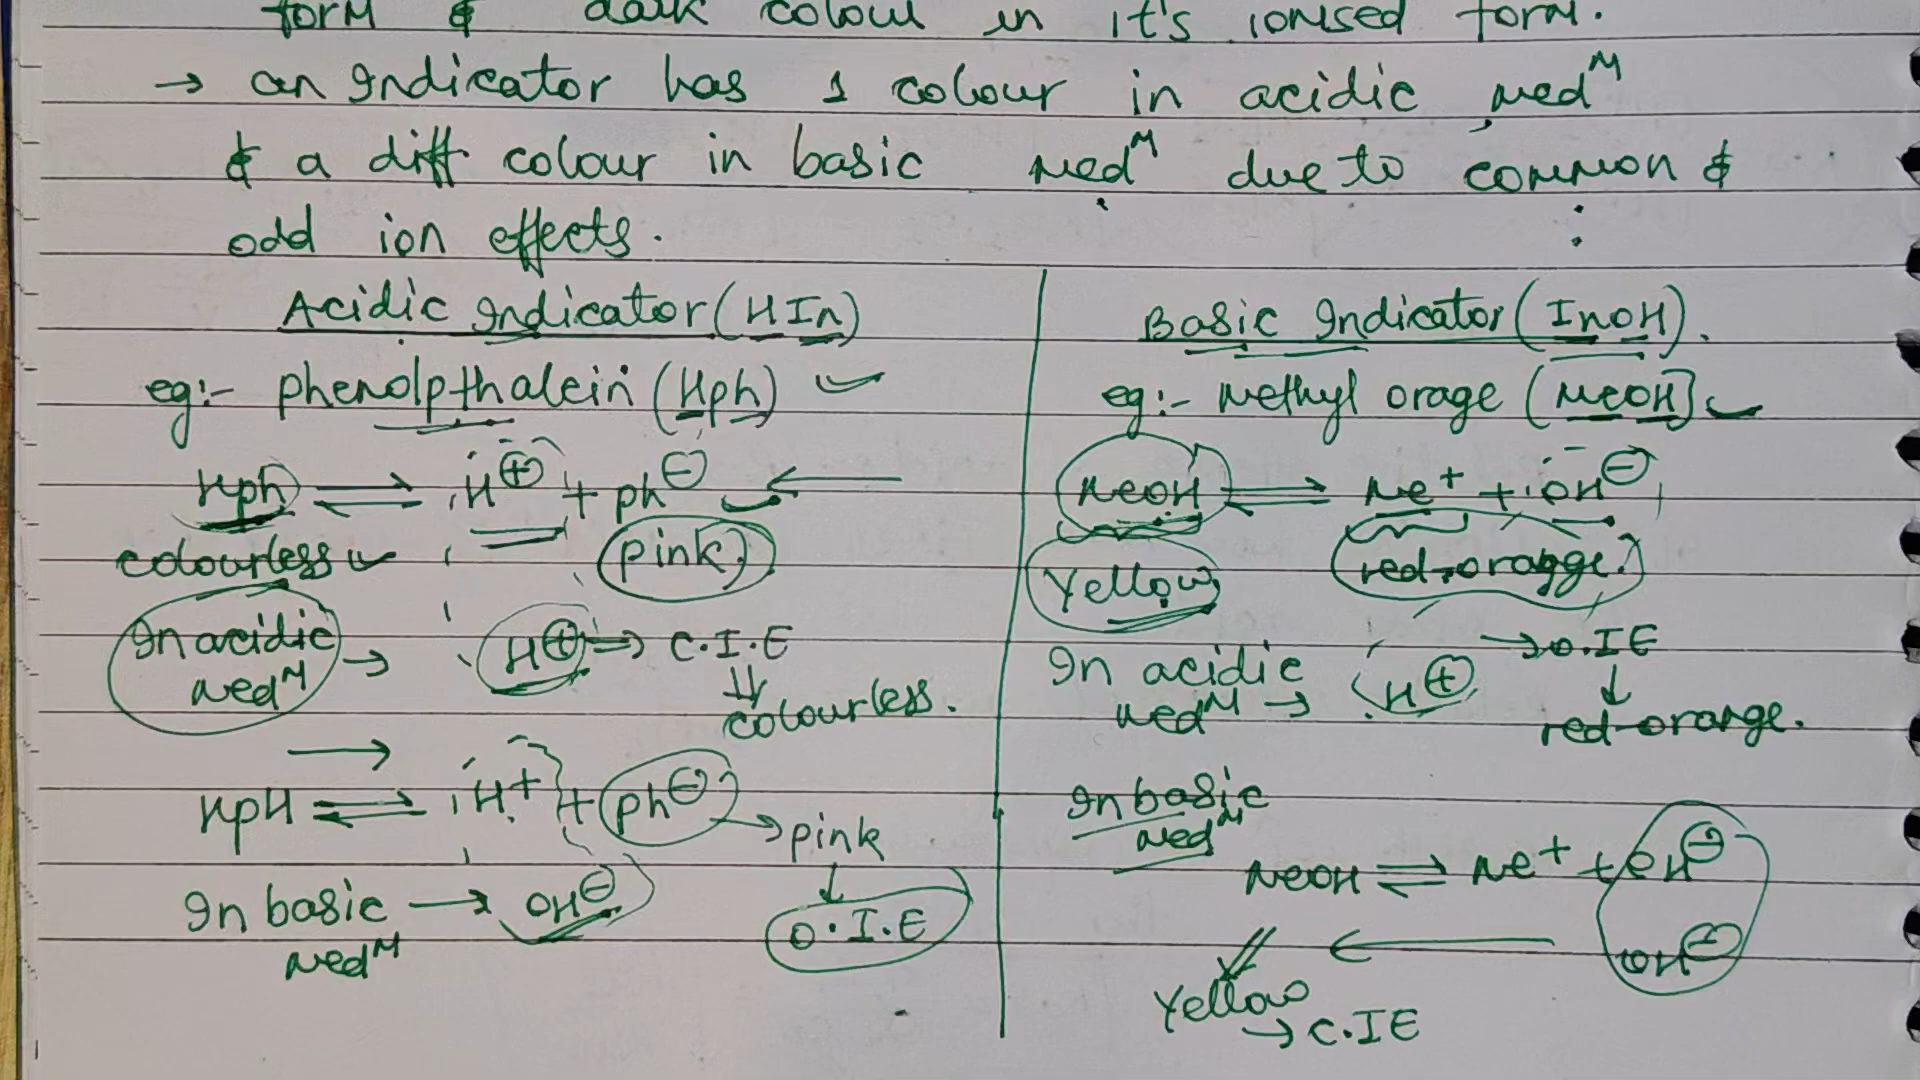 form & dark colour in it's ionised form.
→ an Indicator has 1 colour in acidic medᴹ
& a diff colour in basic medᴹ due to common &
odd ion effects.
Acidic Indicator (HIn)
eg:- phenolpthalein (Hph)
Hph ⇌ H⊕ + ph⊖ ←
colourless pink
In acidic medᴹ → H⊕ ⇒ C.I.E
⇓
colourless.
→
HpH ⇌ H+ + ph⊖ → pink
↓
In basic medᴹ → OH⊖ O.I.E
Basic Indicator (InOH).
eg:- Methyl orage (MeOH)
MeOH ⇌ Me+ + OH⊖
Yellow red-orange
In acidic medᴹ → H⊕ → O.IE
↓
red-orange.
In basic medᴹ
MeOH ⇌ Me+ + OH⊖
← OH⊖
Yellow
→ C.IE